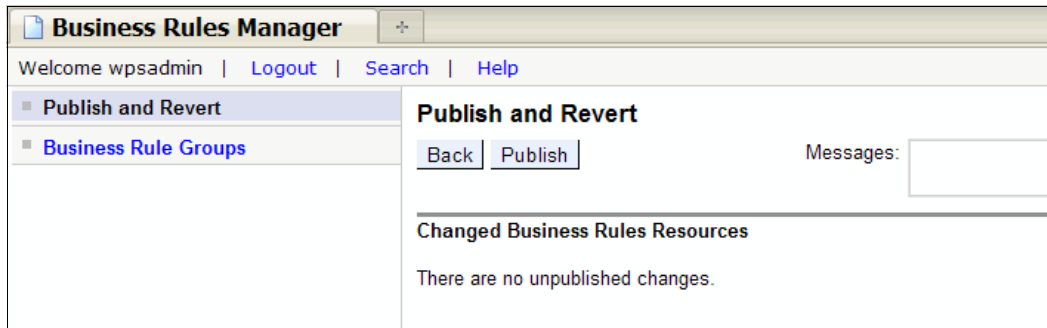 Business Rules Manager
Welcome wpsadmin | Logout | Search | Help
Publish and Revert
Business Rule Groups
Publish and Revert
Back Publish Messages:
Changed Business Rules Resources
There are no unpublished changes.